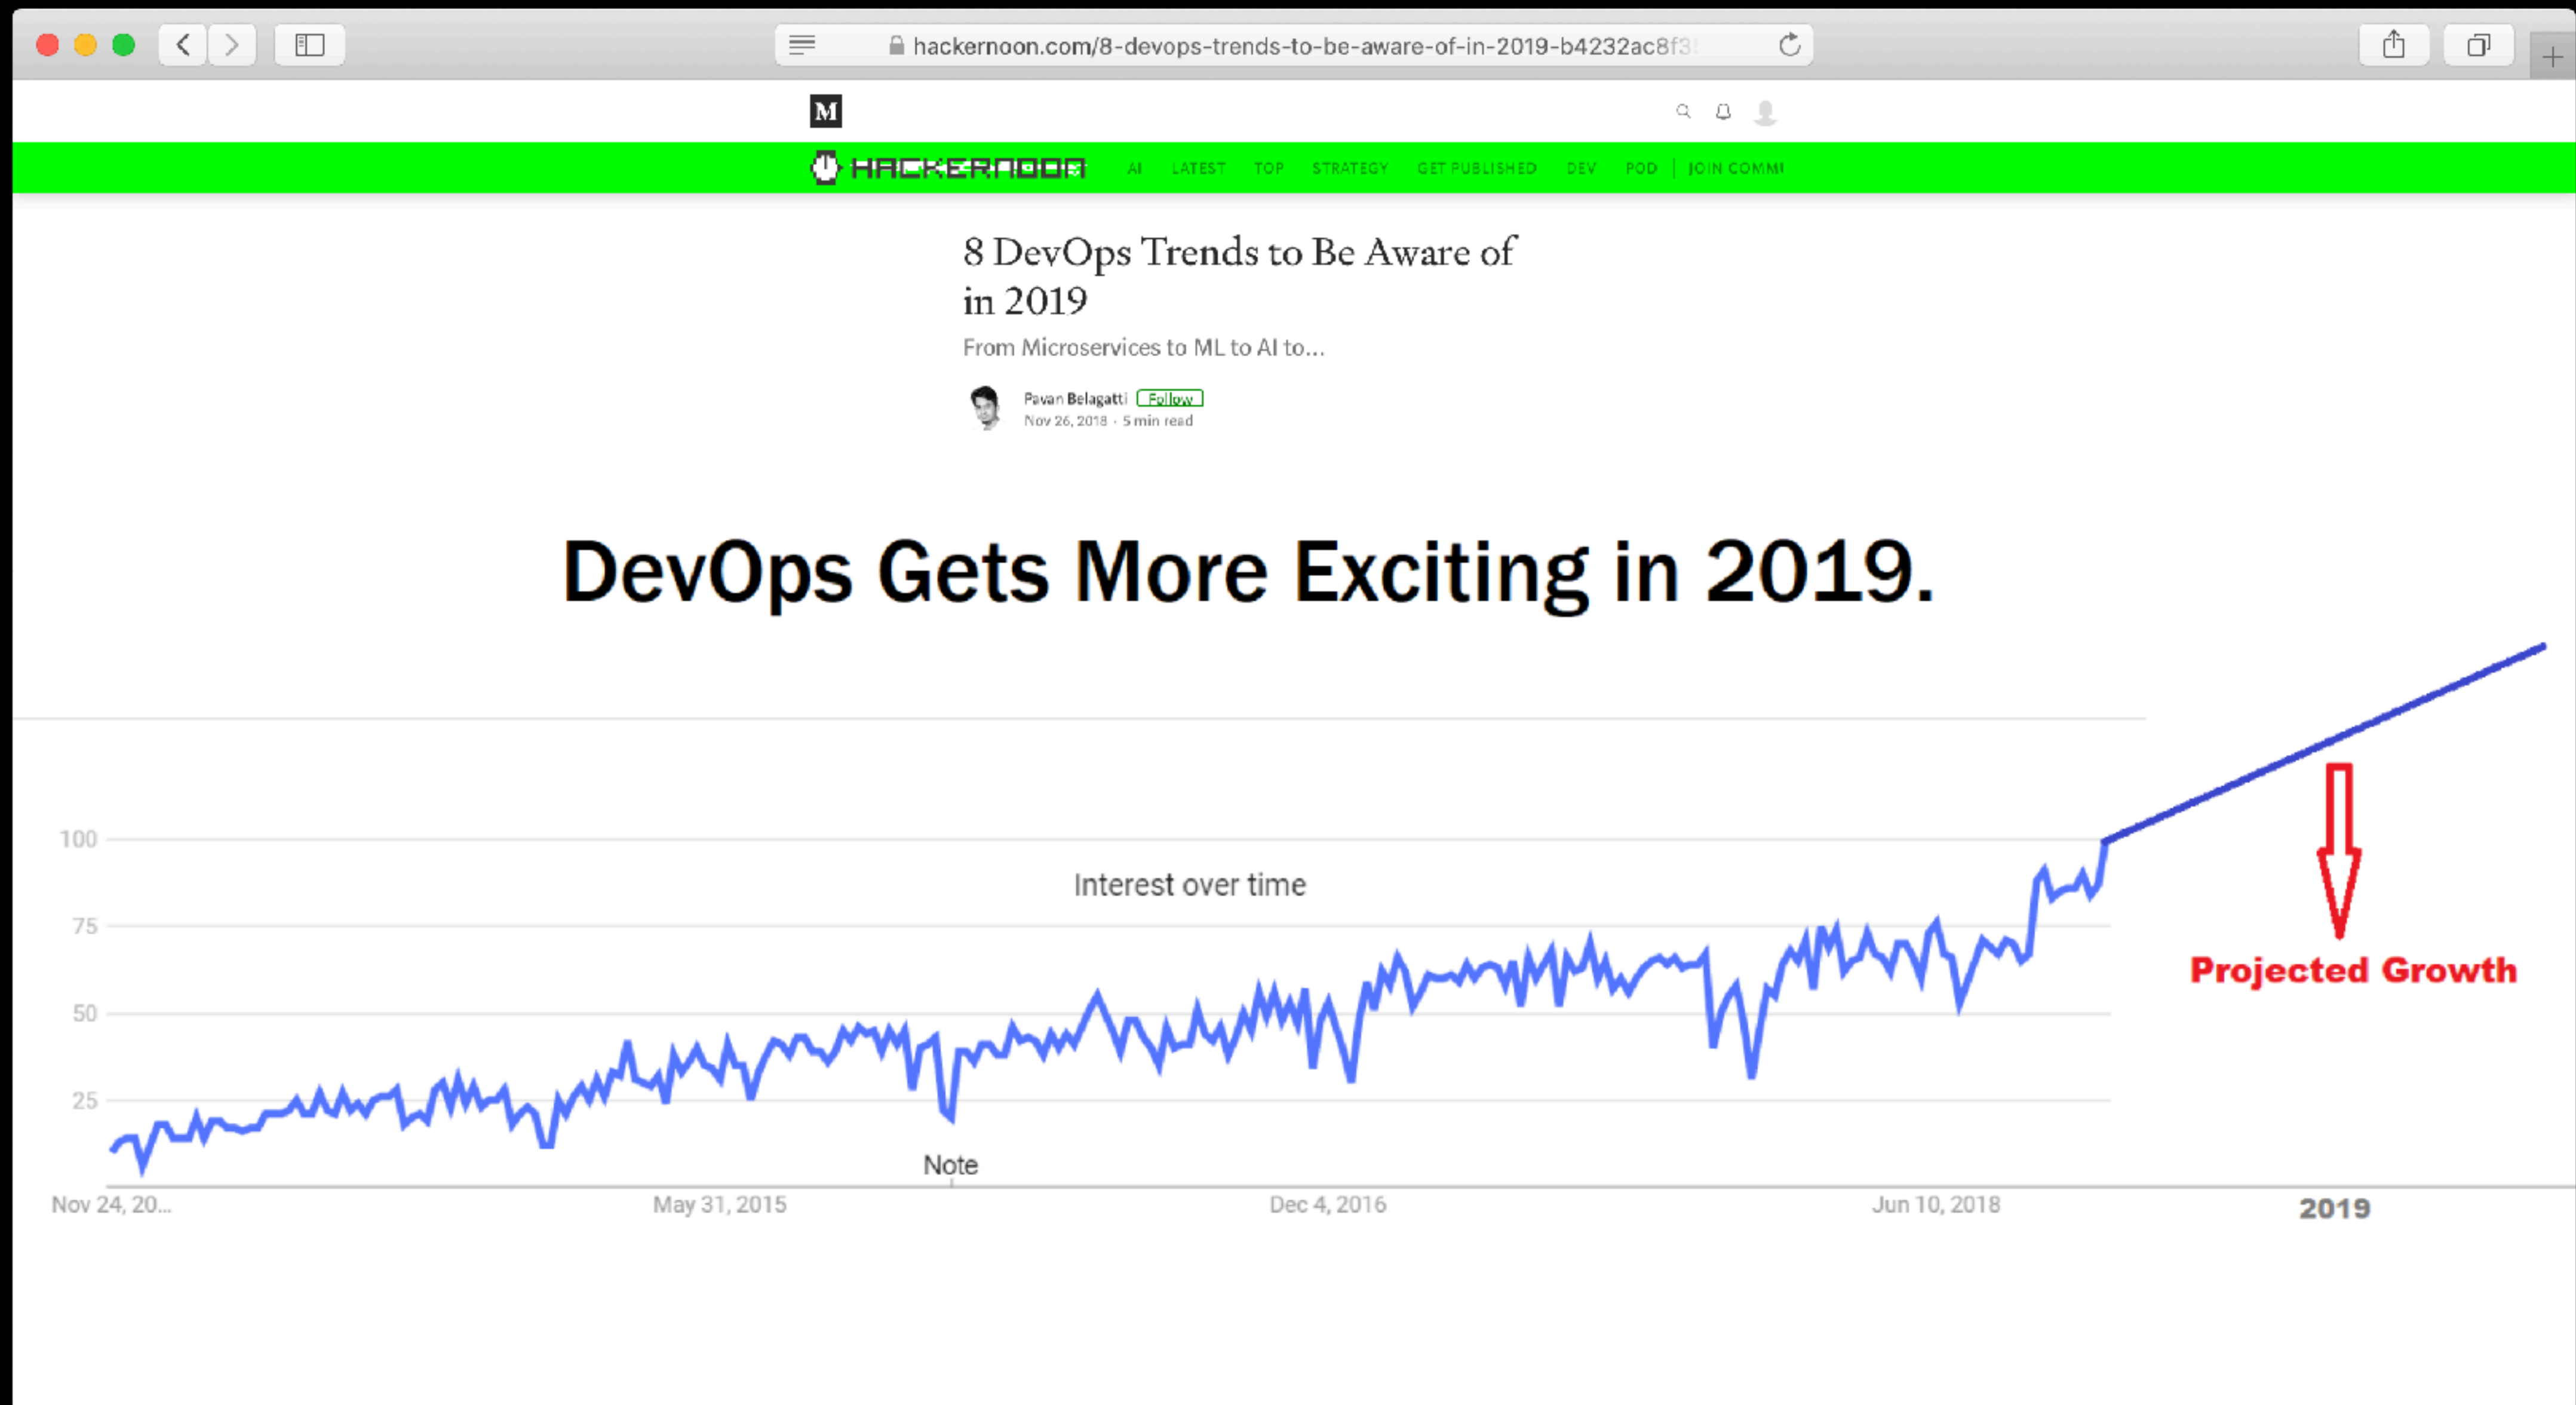 hackernoon.com/8-devops-trends-to-be-aware-of-in-2019-b4232ac8f3
M
HACKERNOON AI LATEST TOP STRATEGY GET PUBLISHED DEV POD | JOIN COMMU
8 DevOps Trends to Be Aware of
in 2019
From Microservices to ML to AI to...
Pavan Belagatti Follow
Nov 26, 2018 · 5 min read
DevOps Gets More Exciting in 2019.
100
Interest over time
75
Projected Growth
50
25
Note
Nov 24, 20... May 31, 2015 Dec 4, 2016 Jun 10, 2018 2019